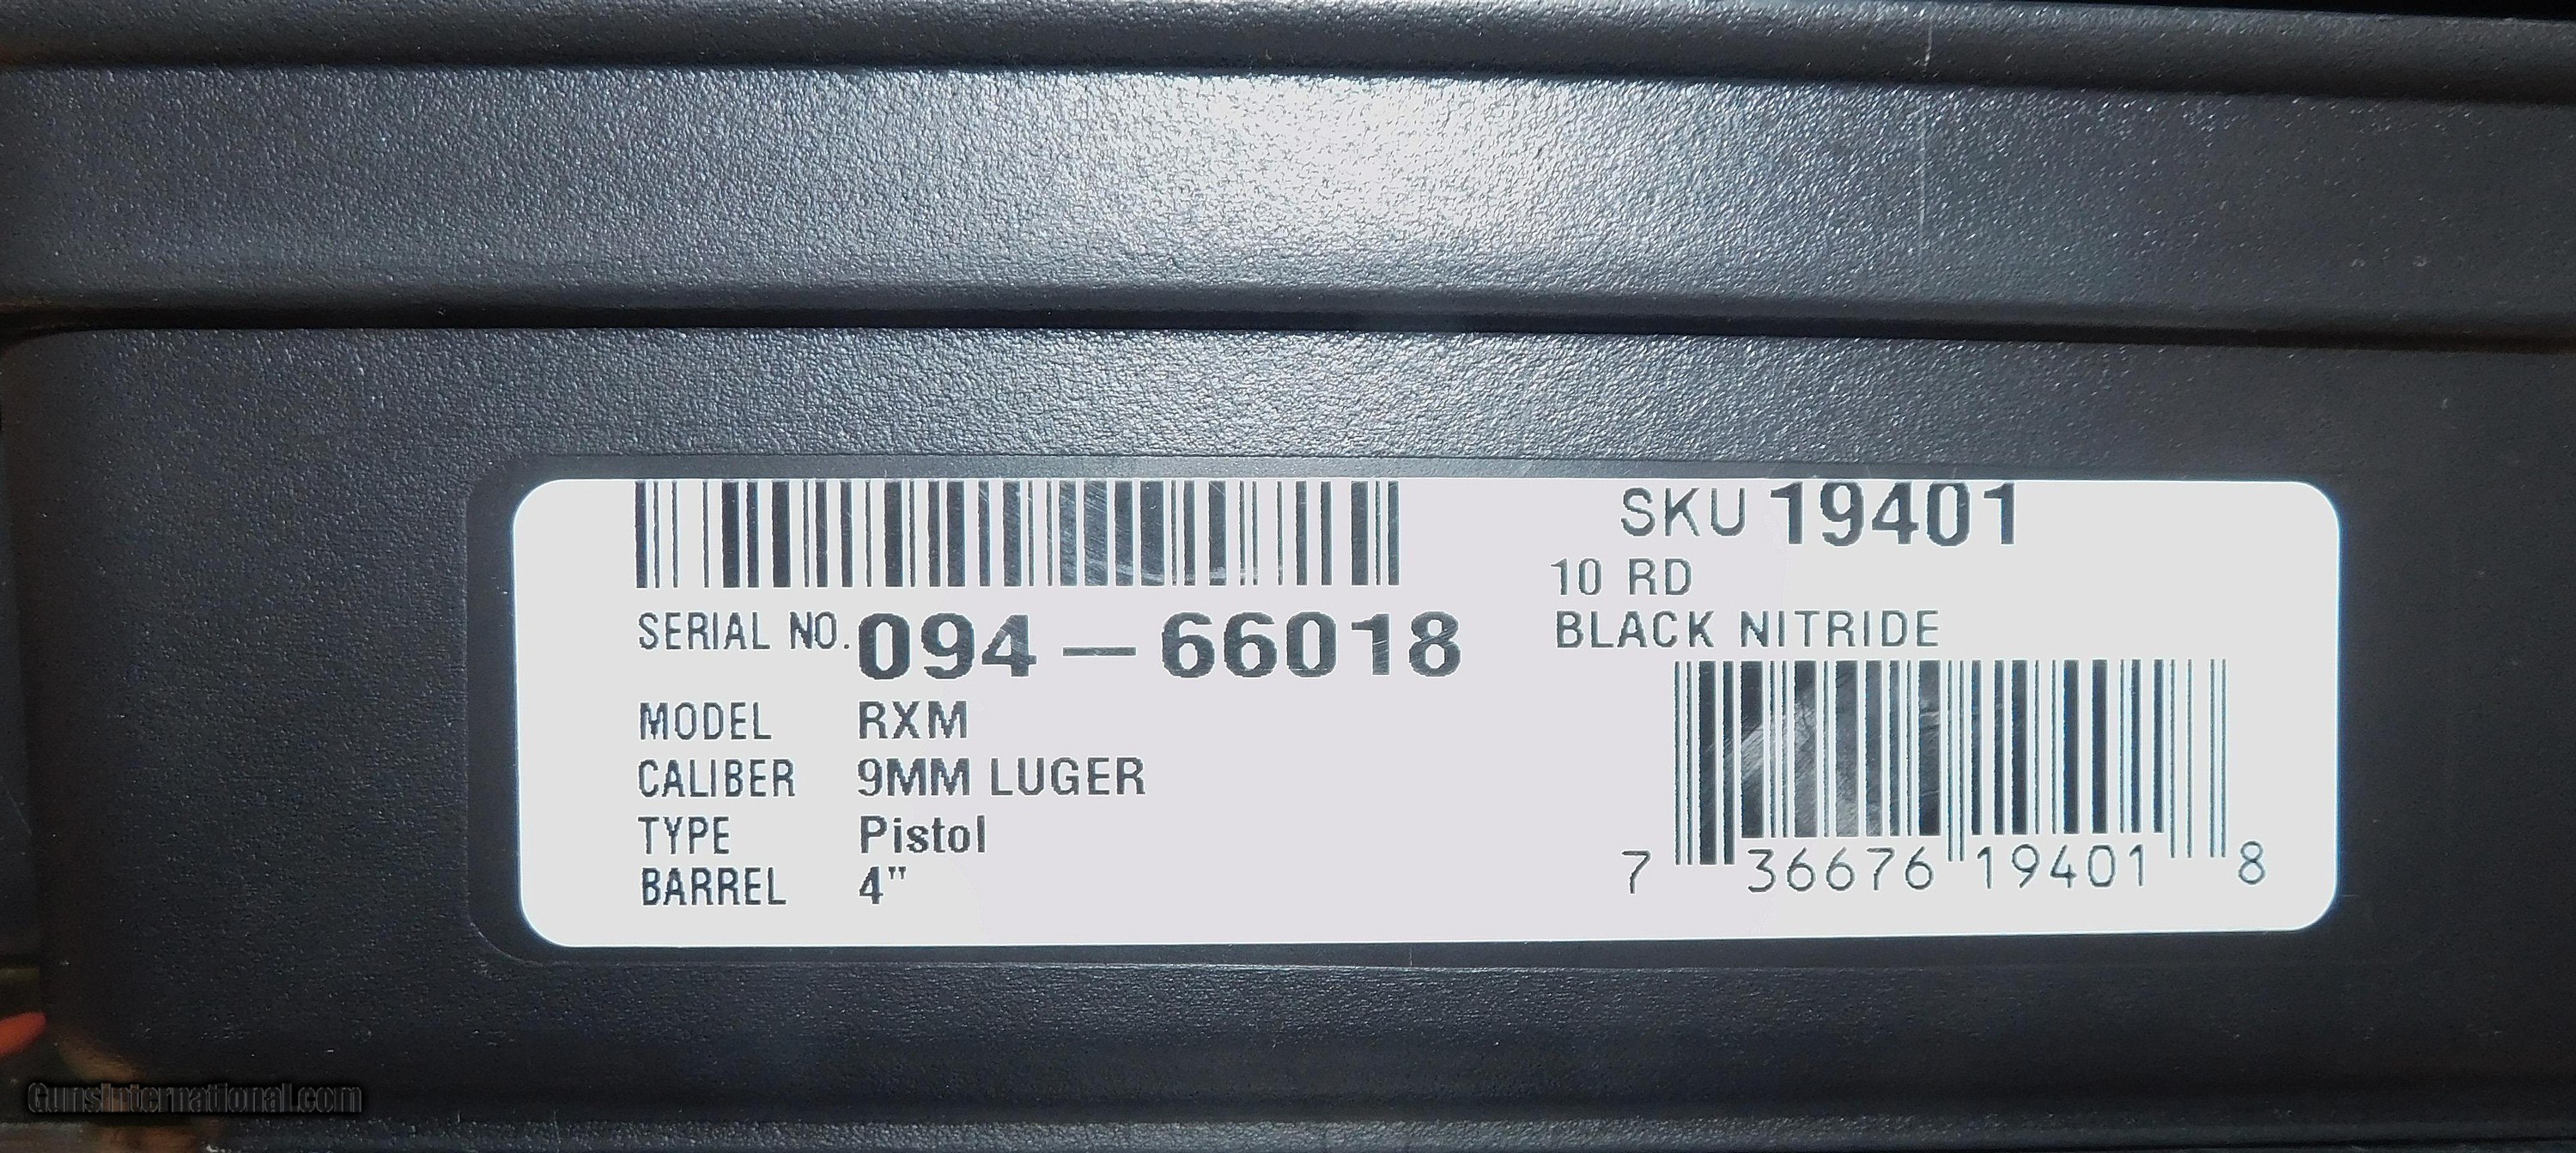 SKU 19401
10 RD
BLACK NITRIDE
SERIAL NO. 094 – 66018
MODEL RXM
CALIBER 9MM LUGER
TYPE Pistol
BARREL 4"
7 36676 19401 8
GunsInternational.com